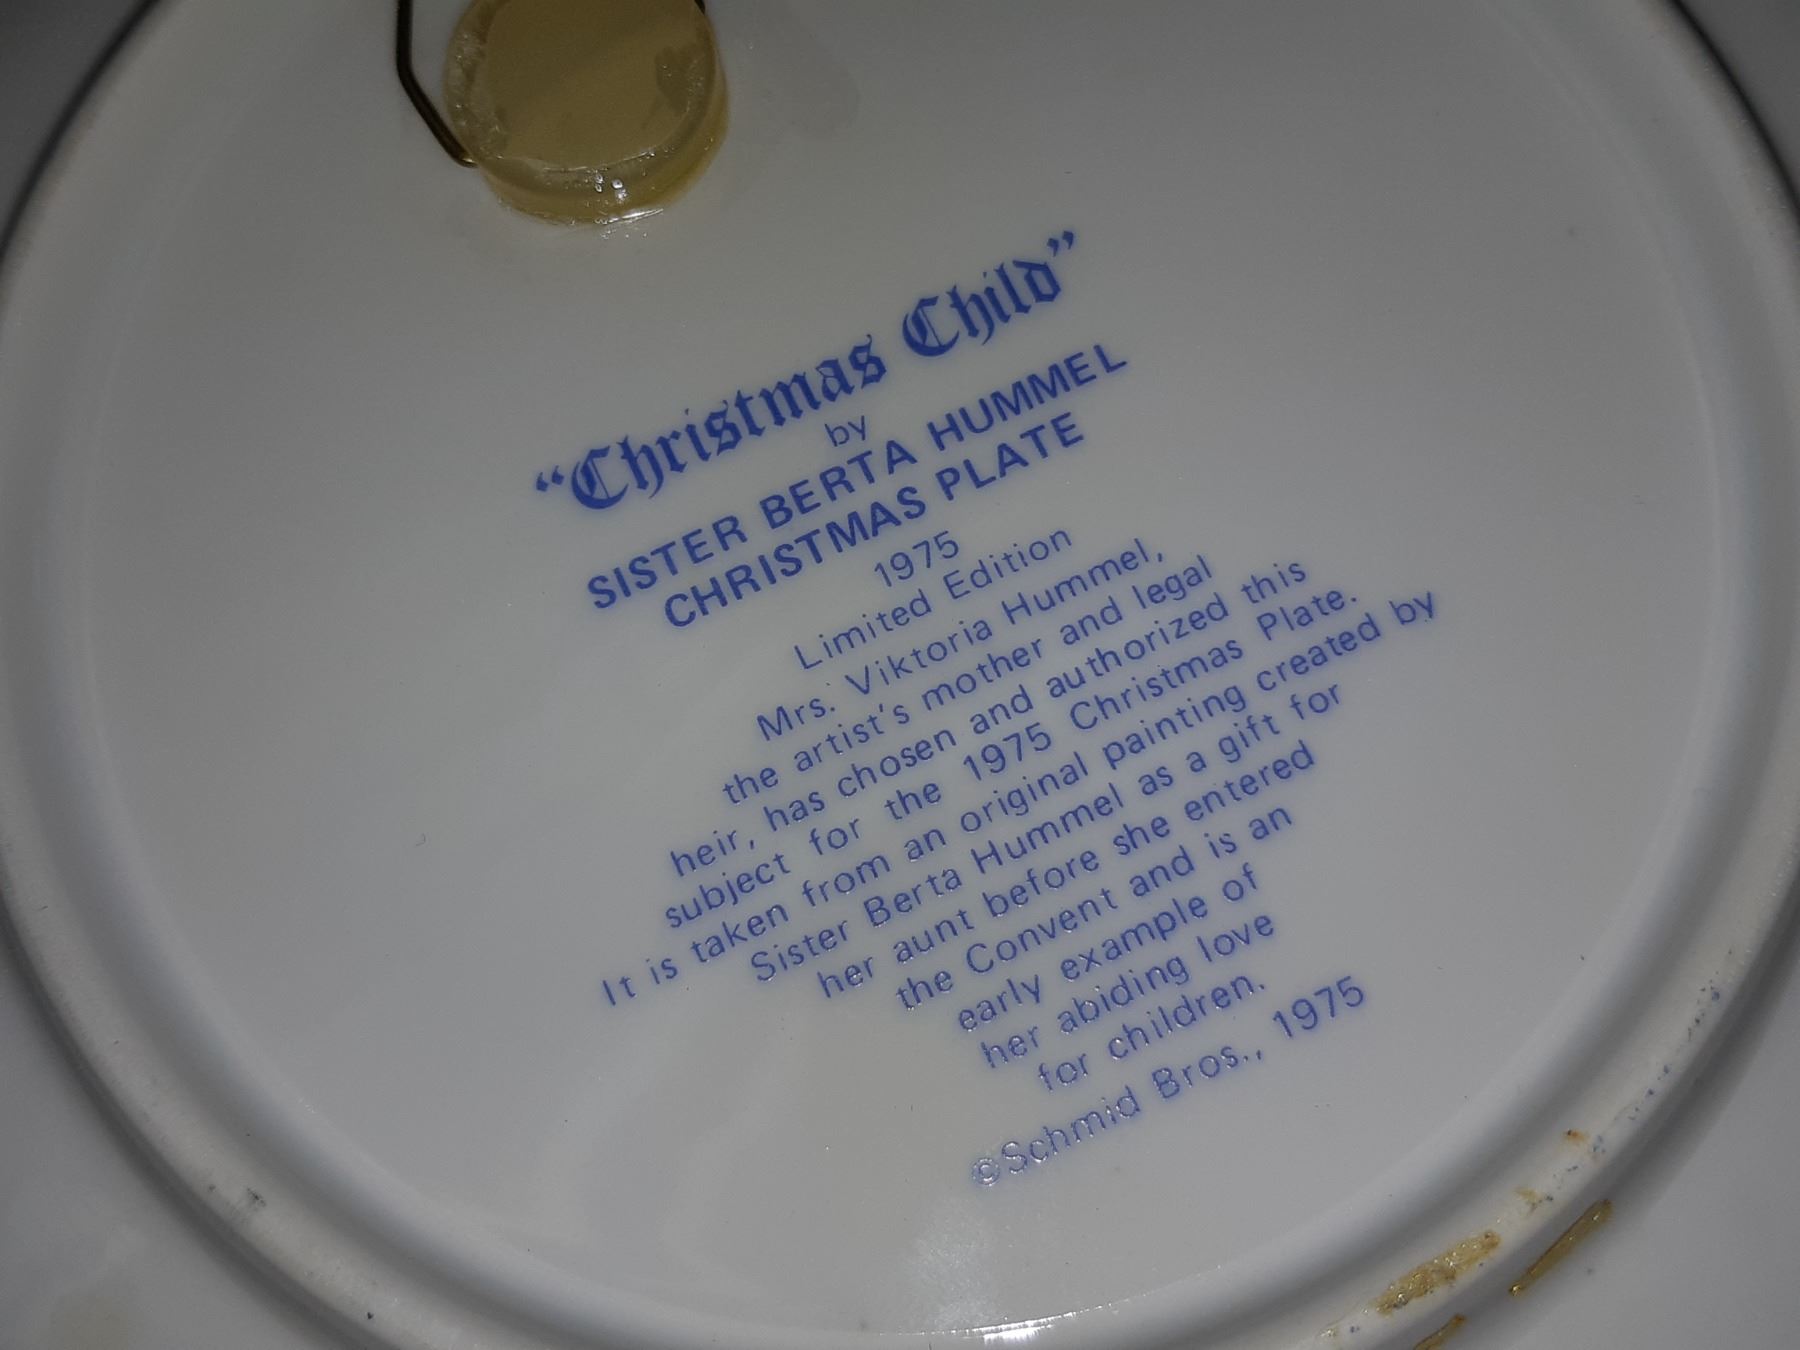 “Christmas Child”
by
SISTER BERTA HUMMEL
CHRISTMAS PLATE
1975
Limited Edition
Mrs. Viktoria Hummel,
the artist's mother and legal
heir, has chosen and authorized this
subject for the 1975 Christmas Plate.
It is taken from an original painting created by
Sister Berta Hummel as a gift for
her aunt before she entered
the Convent and is an
early example of
her abiding love
for children.
©Schmid Bros., 1975